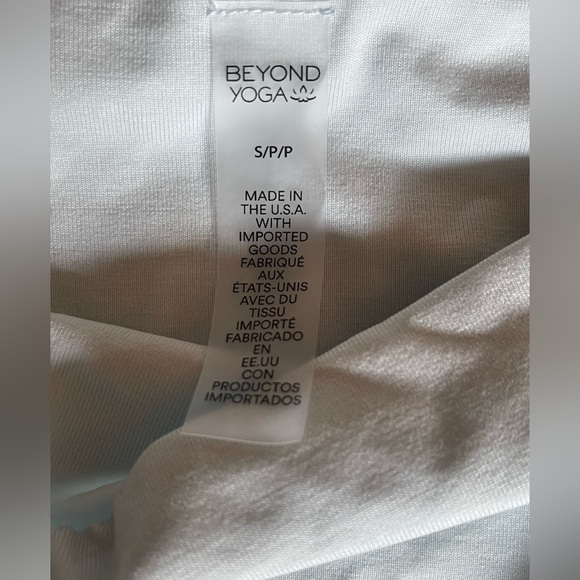 BEYOND
YOGA
S/P/P
MADE IN
THE U.S.A.
WITH
IMPORTED
GOODS
FABRIQUÉ
AUX
ÉTATS-UNIS
AVEC DU
TISSU
IMPORTÉ
FABRICADO
EN
EE.UU
CON
PRODUCTOS
IMPORTADOS